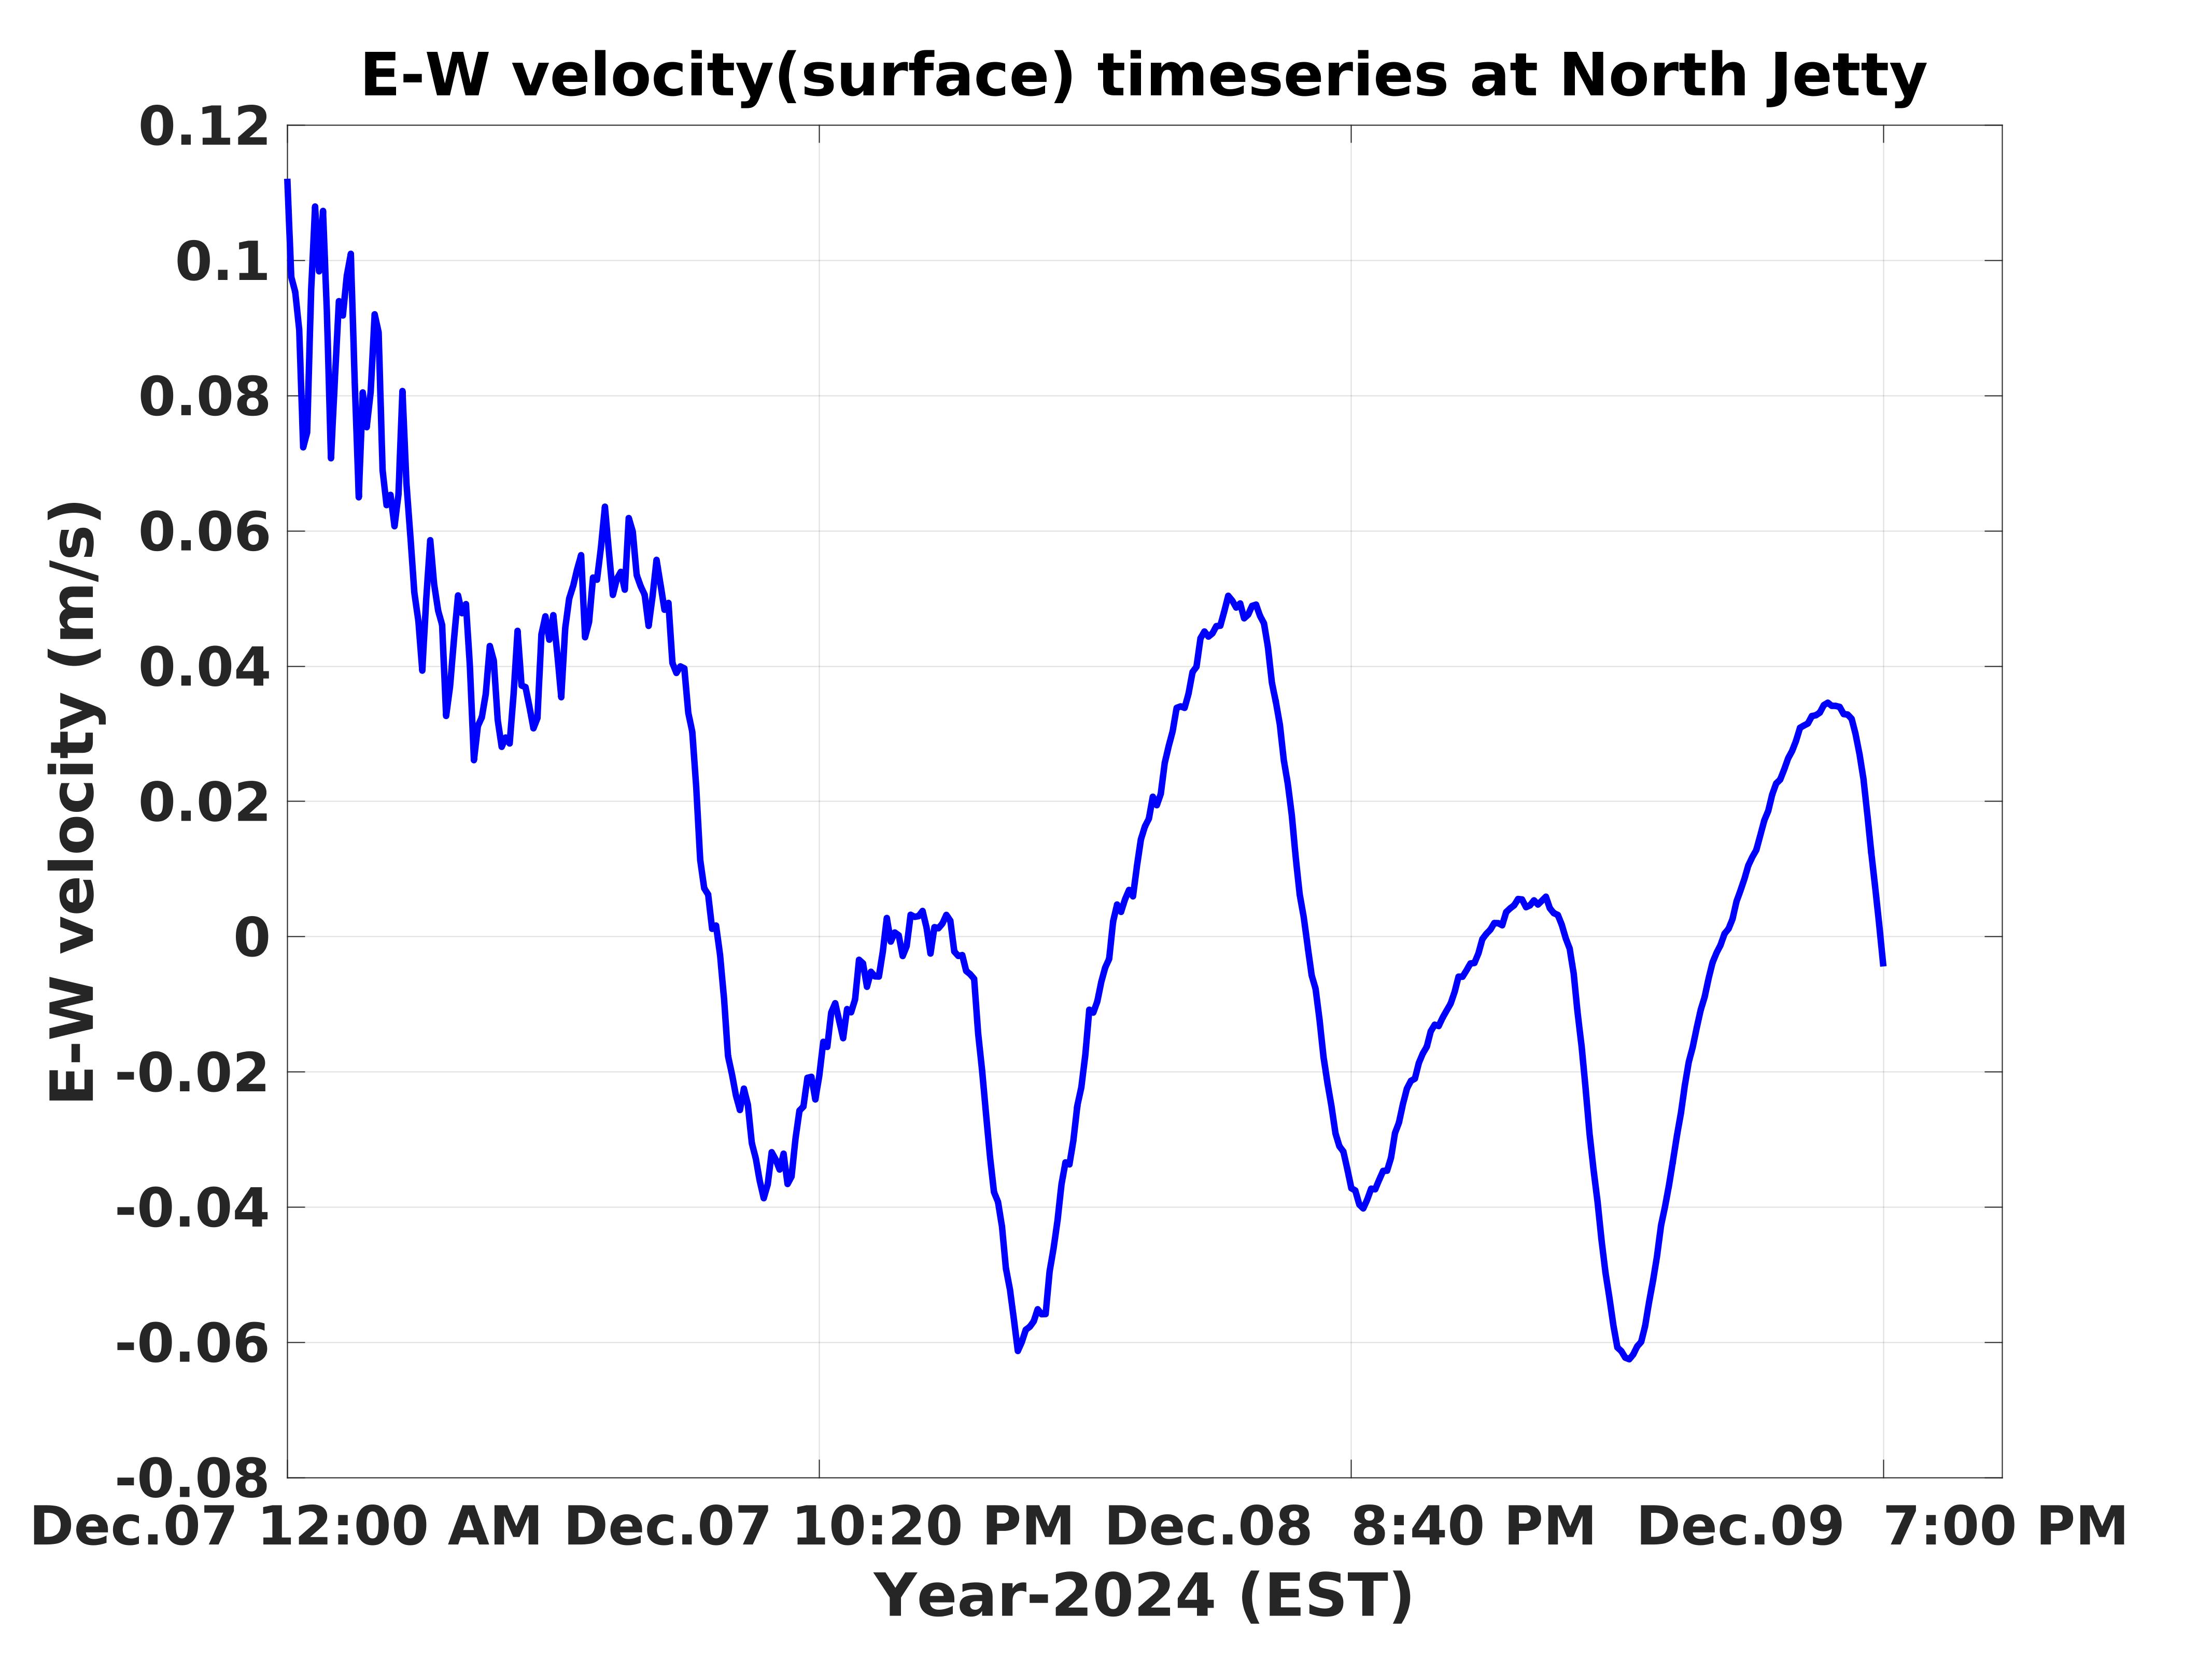 E-W velocity(surface) timeseries at North Jetty
0.12
0.1
0.08
0.06
0.04
0.02
0
-0.02
-0.04
-0.06
-0.08
E-W velocity (m/s)
Dec.07 12:00 AM Dec.07 10:20 PM Dec.08 8:40 PM Dec.09 7:00 PM
Year-2024 (EST)